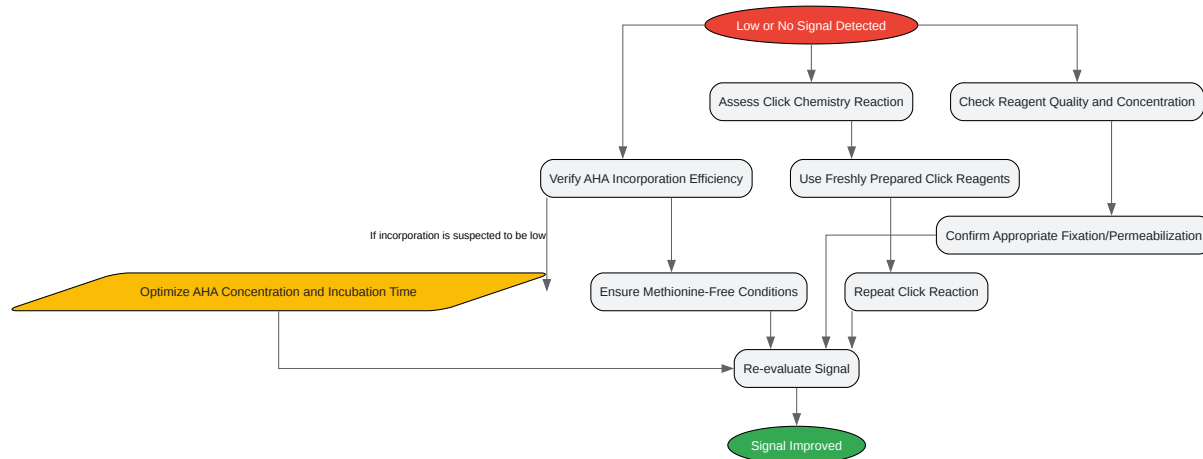 Low or No Signal Detected
Assess Click Chemistry Reaction
Check Reagent Quality and Concentration
Verify AHA Incorporation Efficiency
Use Freshly Prepared Click Reagents
If incorporation is suspected to be low
Confirm Appropriate Fixation/Permeabilization
Optimize AHA Concentration and Incubation Time
Ensure Methionine-Free Conditions
Repeat Click Reaction
Re-evaluate Signal
Signal Improved